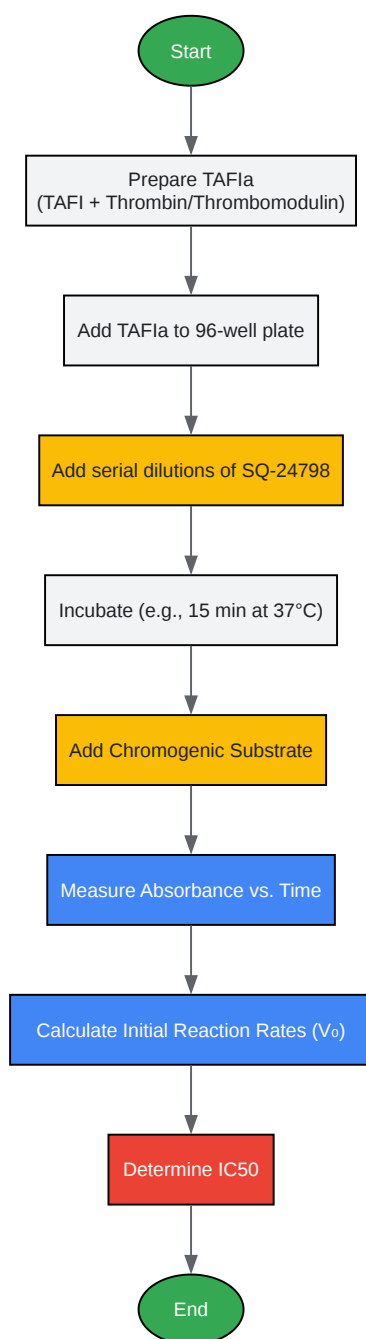 Start
Prepare TAFIa
(TAFI + Thrombin/Thrombomodulin)
Add TAFIa to 96-well plate
Add serial dilutions of SQ-24798
Incubate (e.g., 15 min at 37°C)
Add Chromogenic Substrate
Measure Absorbance vs. Time
Calculate Initial Reaction Rates (V₀)
Determine IC50
End